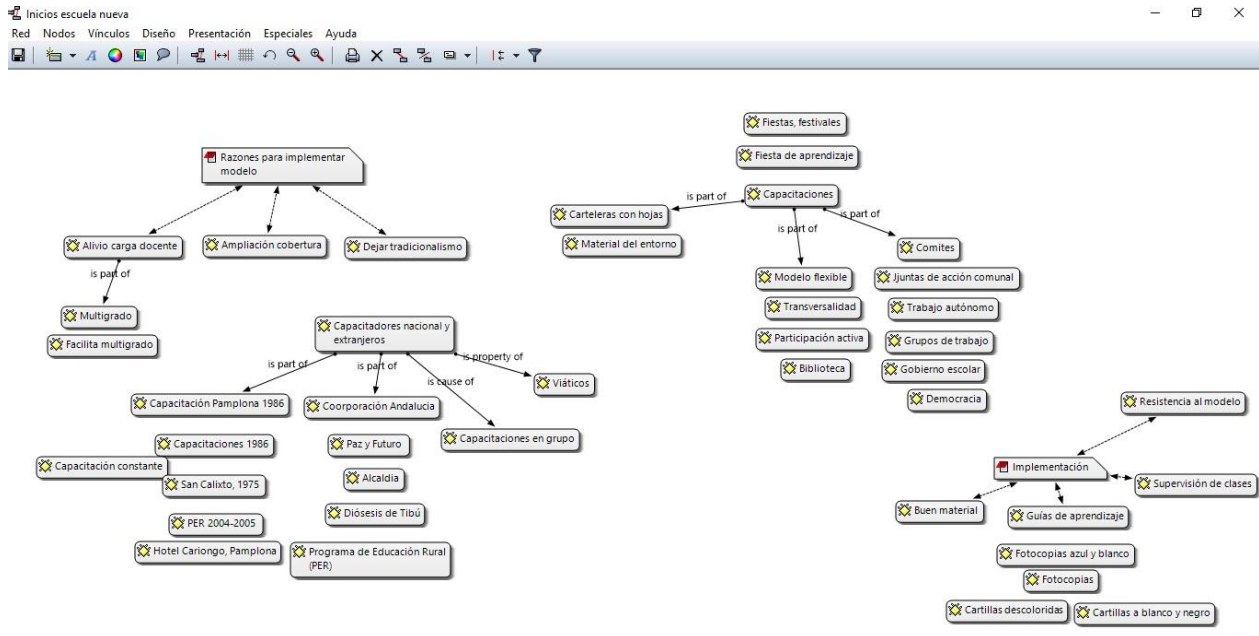 Inicios escuela nueva
Red Nodos Vínculos Diseño Presentación Especiales Ayuda
Razones para implementar
modelo
Alivio carga docente
Ampliación cobertura
Dejar tradicionalismo
is part of
Multigrado
Facilita multigrado
Capacitadores nacional y
extranjeros
is part of
is part of
is cause of
is property of
Viáticos
Capacitación Pamplona 1986
Coorporación Andalucia
Capacitaciones en grupo
Capacitaciones 1986
Paz y Futuro
Capacitación constante
San Calixto, 1975
Alcaldía
PER 2004-2005
Diósesis de Tibú
Hotel Cariongo, Pamplona
Programa de Educación Rural
(PER)
Fiestas, festivales
Fiesta de aprendizaje
Capacitaciones
is part of
is part of
is part of
Carteleras con hojas
Material del entorno
Comites
Modelo flexible
Jjuntas de acción comunal
Transversalidad
Trabajo autónomo
Participación activa
Grupos de trabajo
Biblioteca
Gobierno escolar
Democracia
Resistencia al modelo
Implementación
Supervisión de clases
Buen material
Guías de aprendizaje
Fotocopias azul y blanco
Fotocopias
Cartillas descoloridas
Cartillas a blanco y negro